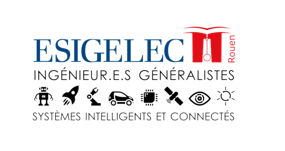 ESIGELEC Rouen
INGÉNIEUR.E.S GÉNÉRALISTES
SYSTÈMES INTELLIGENTS ET CONNECTÉS